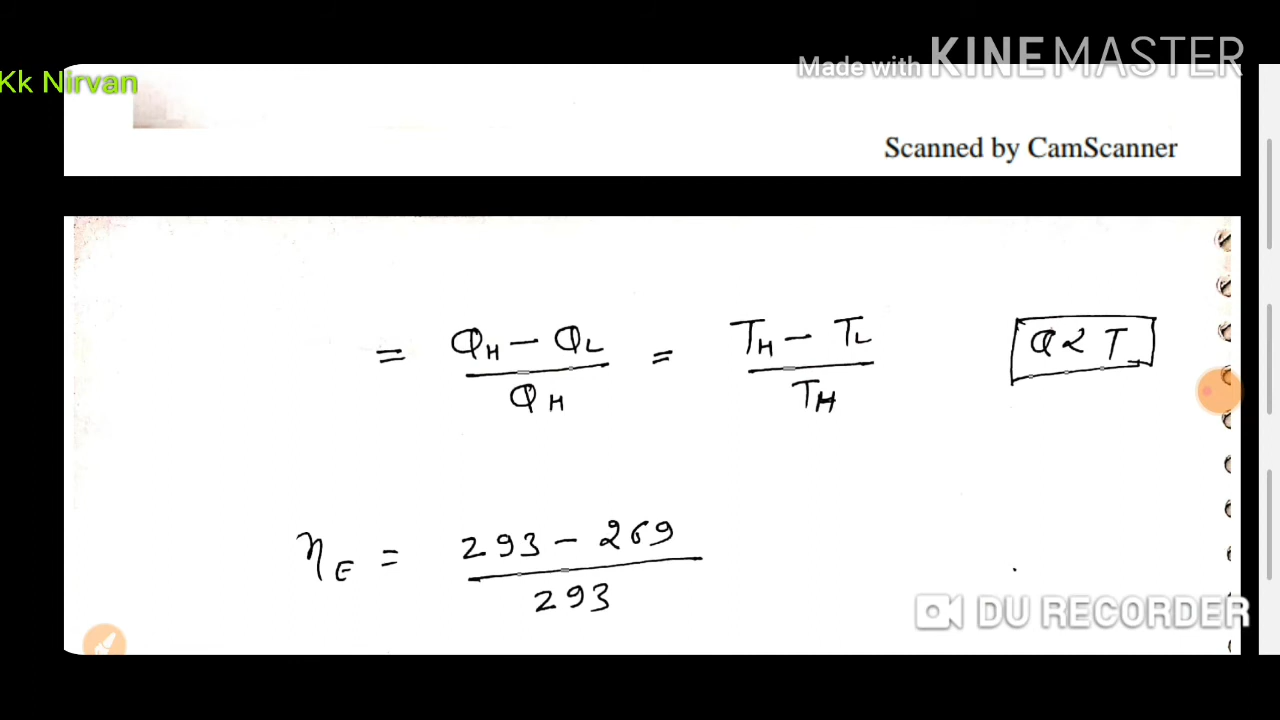 Made with KINEMASTER
Kk Nirvan
Scanned by CamScanner
= (Q_H - Q_L) / Q_H = (T_H - T_L) / T_H    Q ∝ T
η_E = (293 - 269) / 293
DU RECORDER